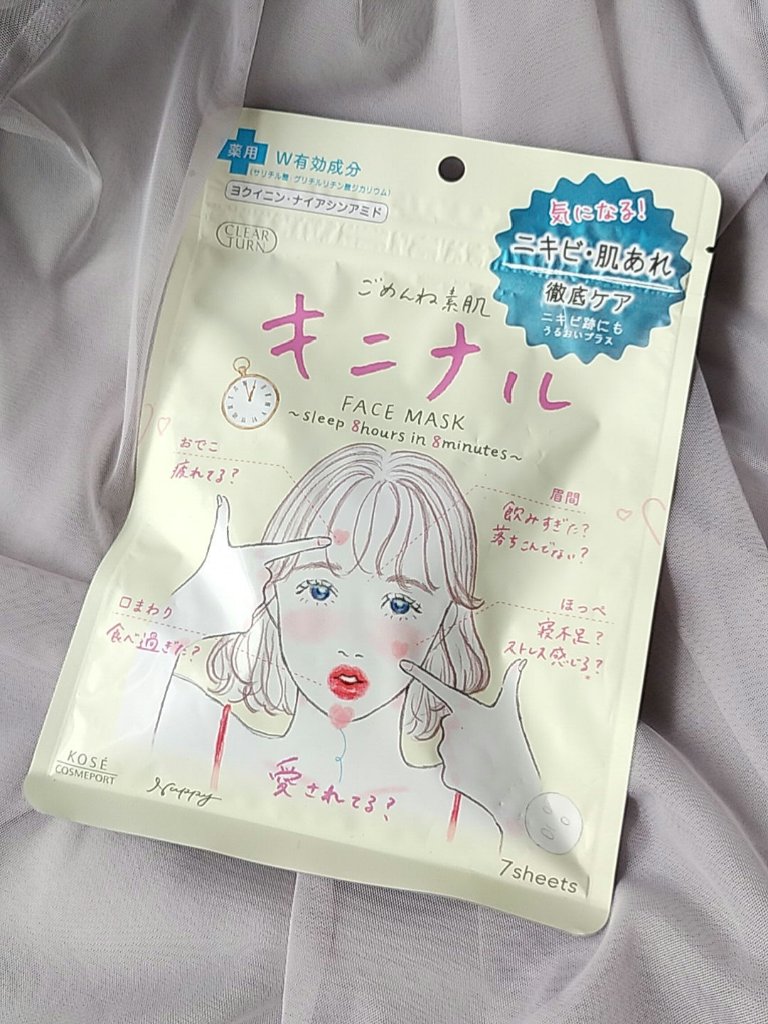 薬用
W有効成分
(サリチル酸 グリチルリチン酸ジカリウム)
ヨクイニン・ナイアシンアミド
CLEAR
TURN
気になる!
ニキビ・肌あれ
徹底ケア
ニキビ跡にも
うるおいプラス
ごめんね素肌
キニナル
FACE MASK
~sleep 8hours in 8minutes~
おでこ
疲れてる?
眉間
飲みすぎた?
落ちこんでない?
口まわり
食べ過ぎた?
ほっぺ
寝不足?
ストレス感じる?
愛されてる?
KOSÉ
COSMEPORT
Nuppy
7sheets